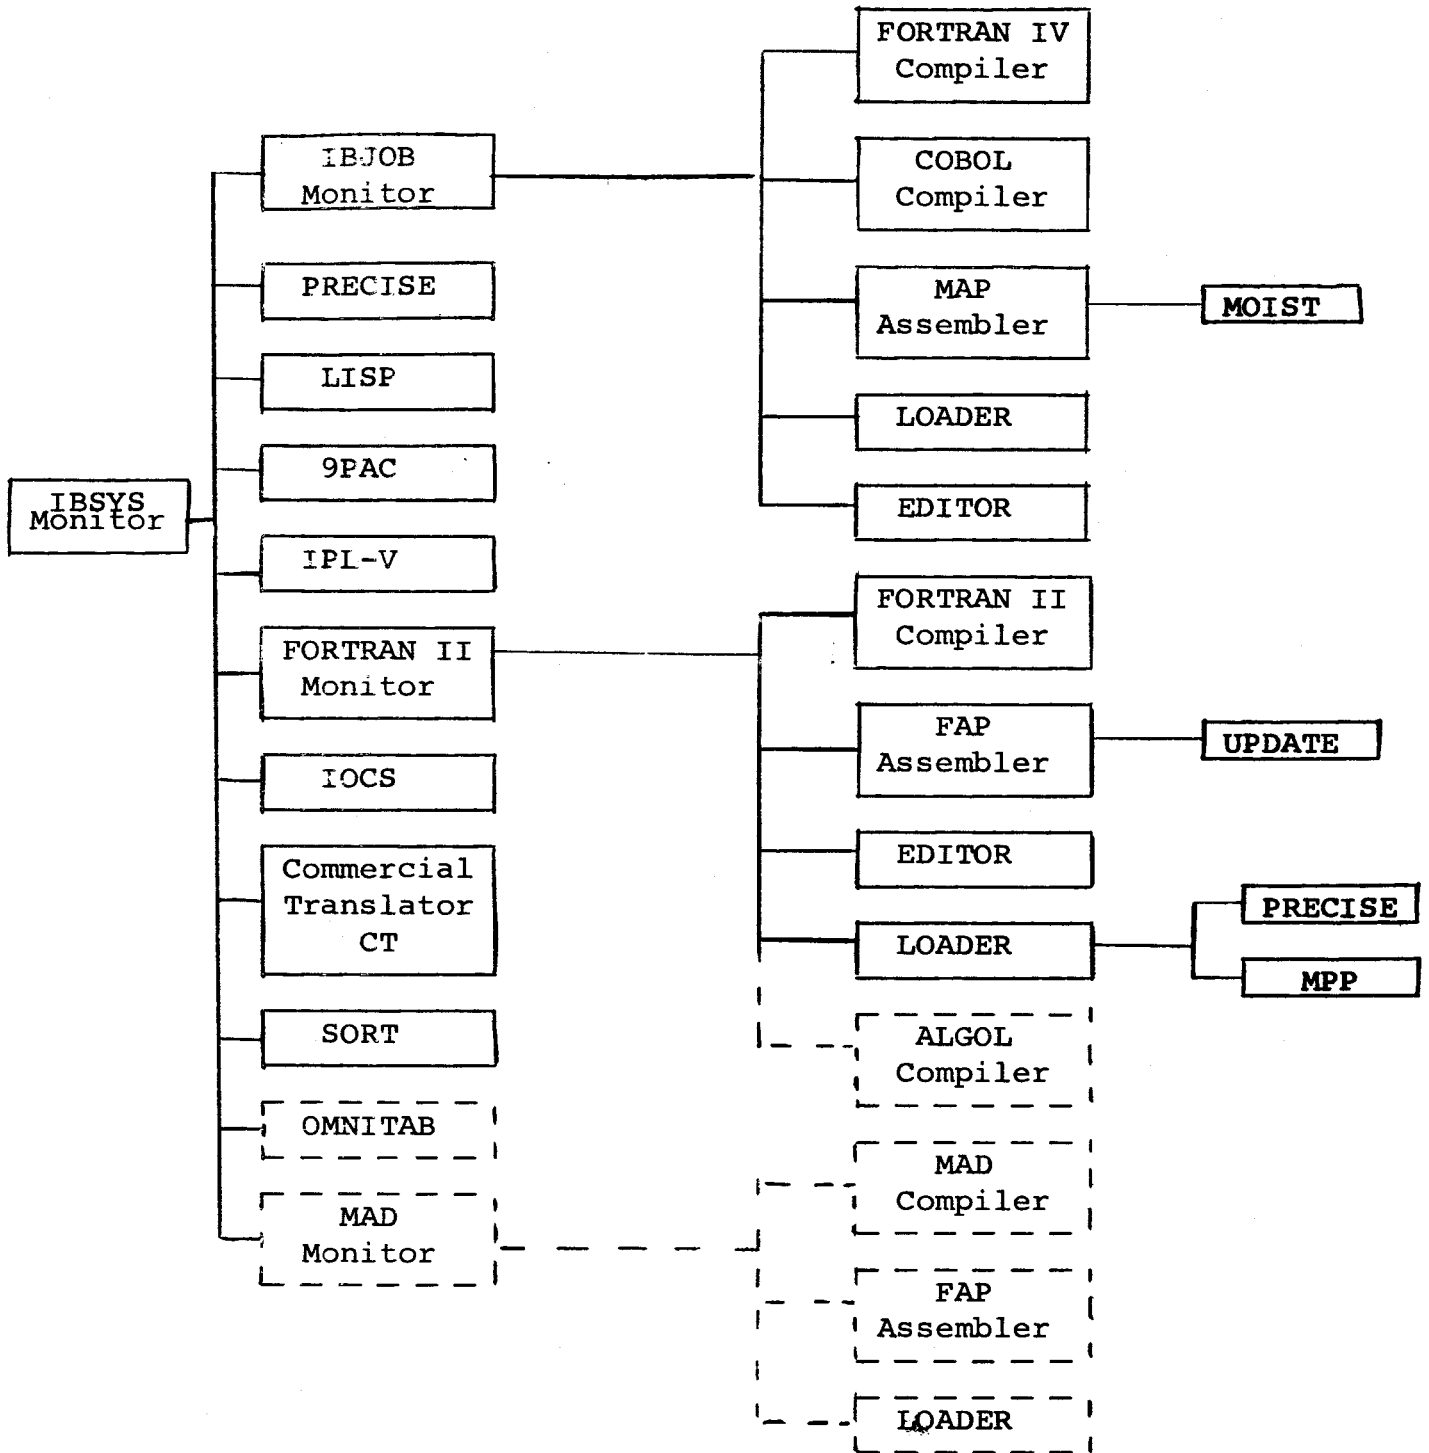 IBSYS
Monitor
IBJOB
Monitor
PRECISE
LISP
9PAC
IPL-V
FORTRAN II
Monitor
IOCS
Commercial
Translator
CT
SORT
OMNITAB
MAD
Monitor
FORTRAN IV
Compiler
COBOL
Compiler
MAP
Assembler
LOADER
EDITOR
FORTRAN II
Compiler
FAP
Assembler
EDITOR
LOADER
ALGOL
Compiler
MAD
Compiler
FAP
Assembler
LOADER
MOIST
UPDATE
PRECISE
MPP